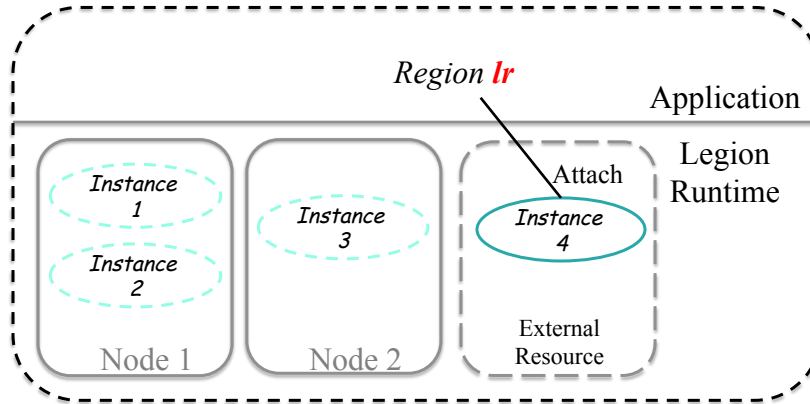 Region lr
Application
Legion
Runtime
Attach
Instance
1
Instance
2
Instance
3
Instance
4
External
Resource
Node 1
Node 2